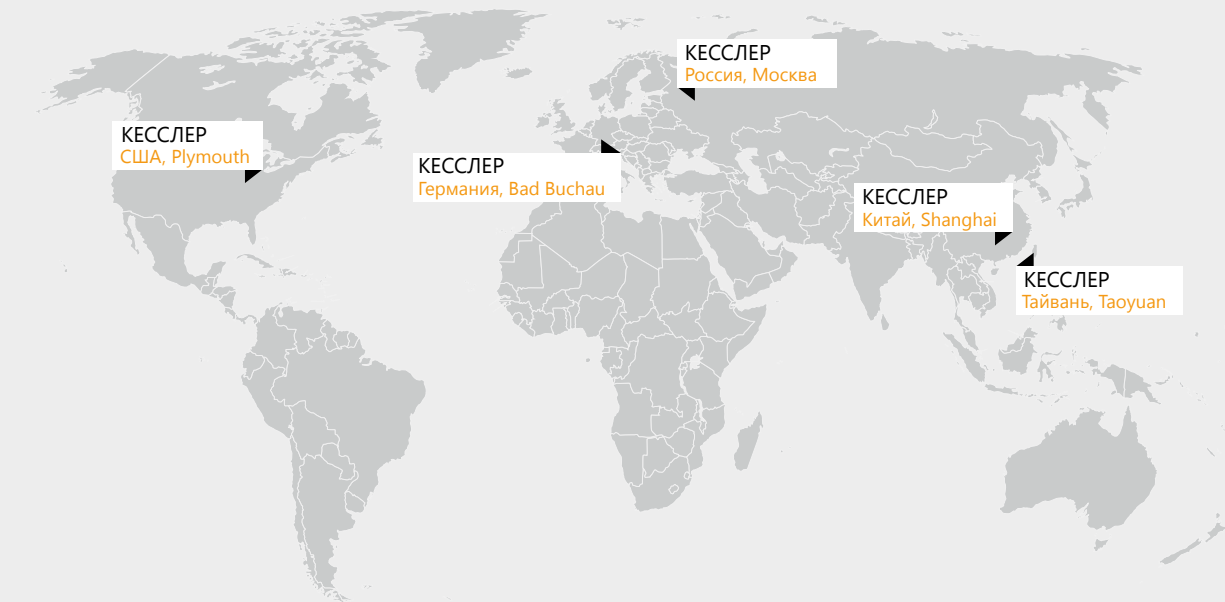 КЕССЛЕР
Россия, Москва
КЕССЛЕР
США, Plymouth
КЕССЛЕР
Германия, Bad Buchau
КЕССЛЕР
Китай, Shanghai
КЕССЛЕР
Тайвань, Taoyuan